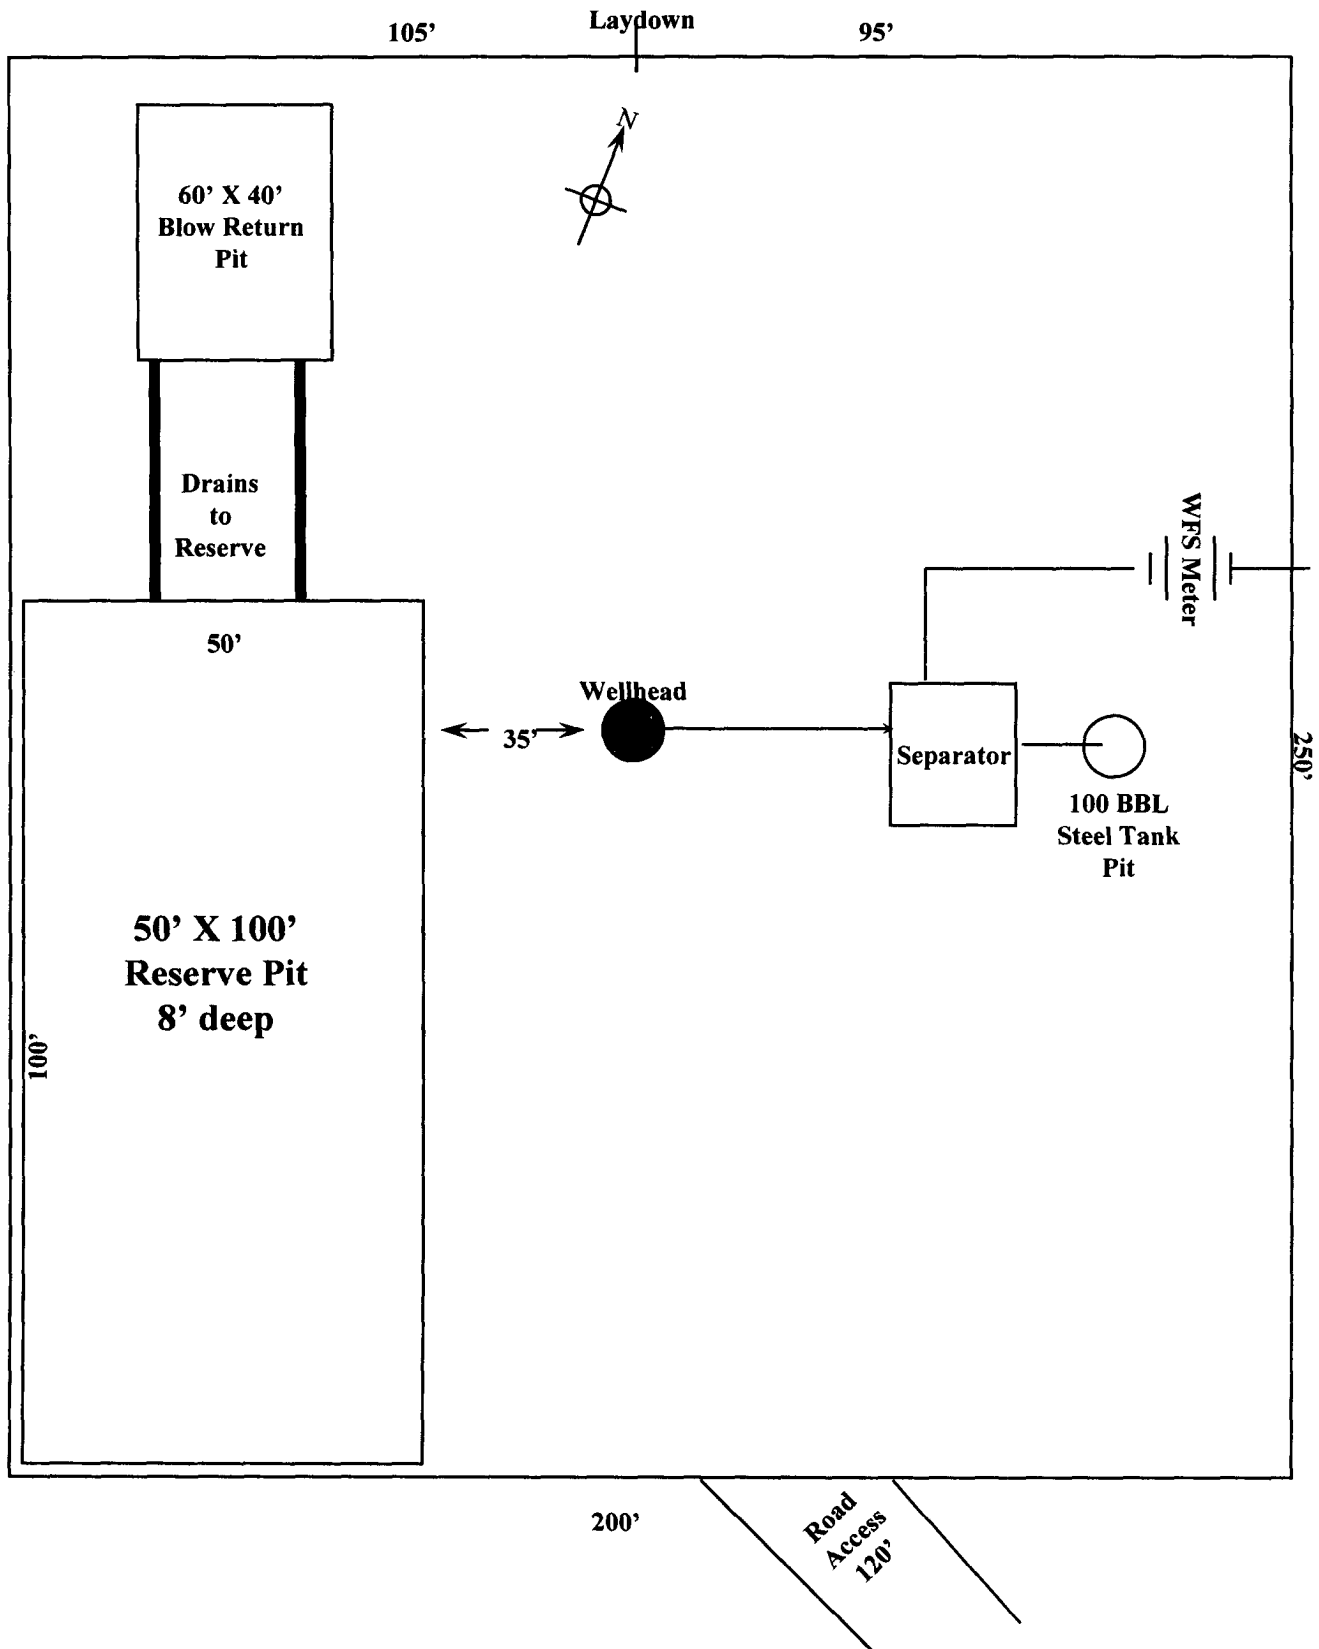 Laydown
105’
95’
N
60’ X 40’
Blow Return
Pit
Drains
to
Reserve
WFS Meter
50’
Wellhead
35’
Separator
250’
100 BBL
Steel Tank
Pit
50’ X 100’
Reserve Pit
8’ deep
100’
200’
Road
Access
120’